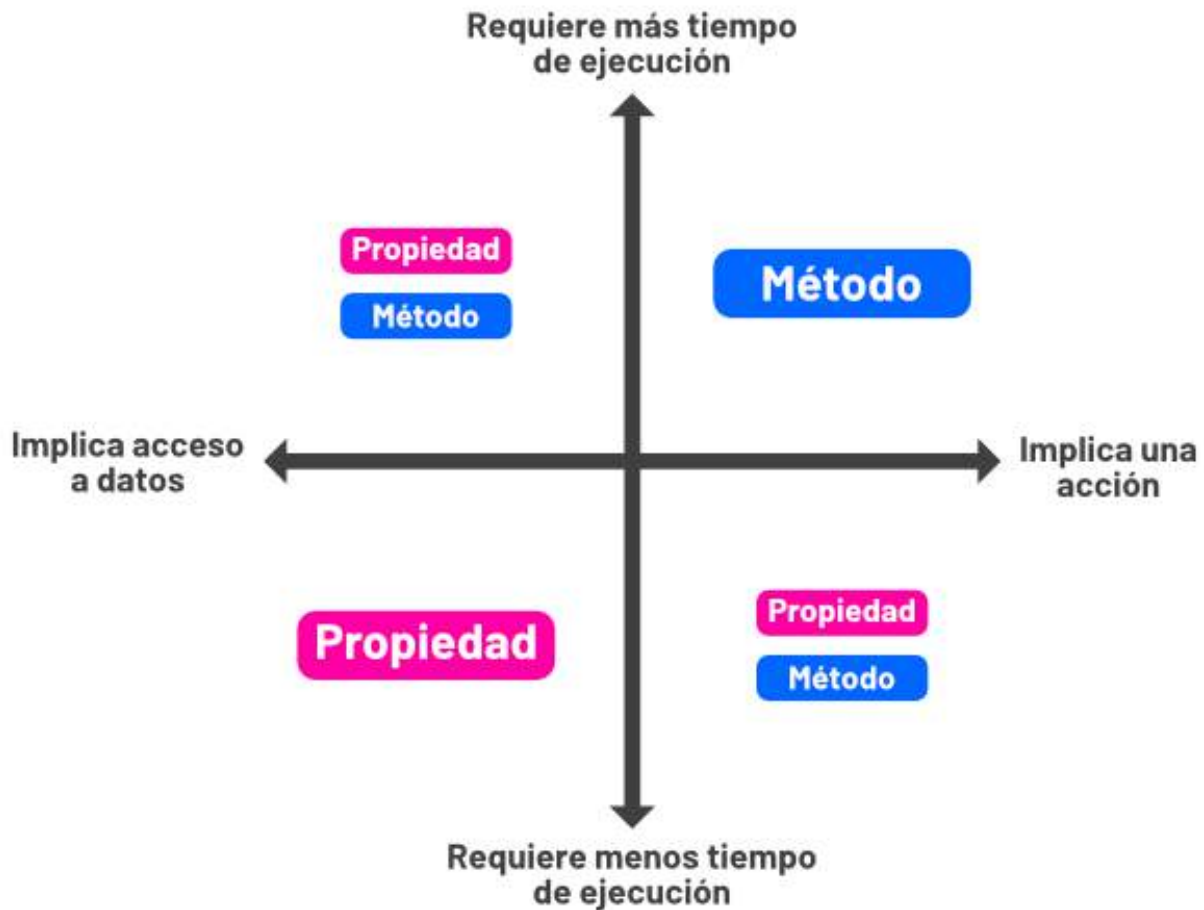 Requiere más tiempo
de ejecución
Propiedad
Método
Método
Implica acceso
a datos
Implica una
acción
Propiedad
Propiedad
Método
Requiere menos tiempo
de ejecución